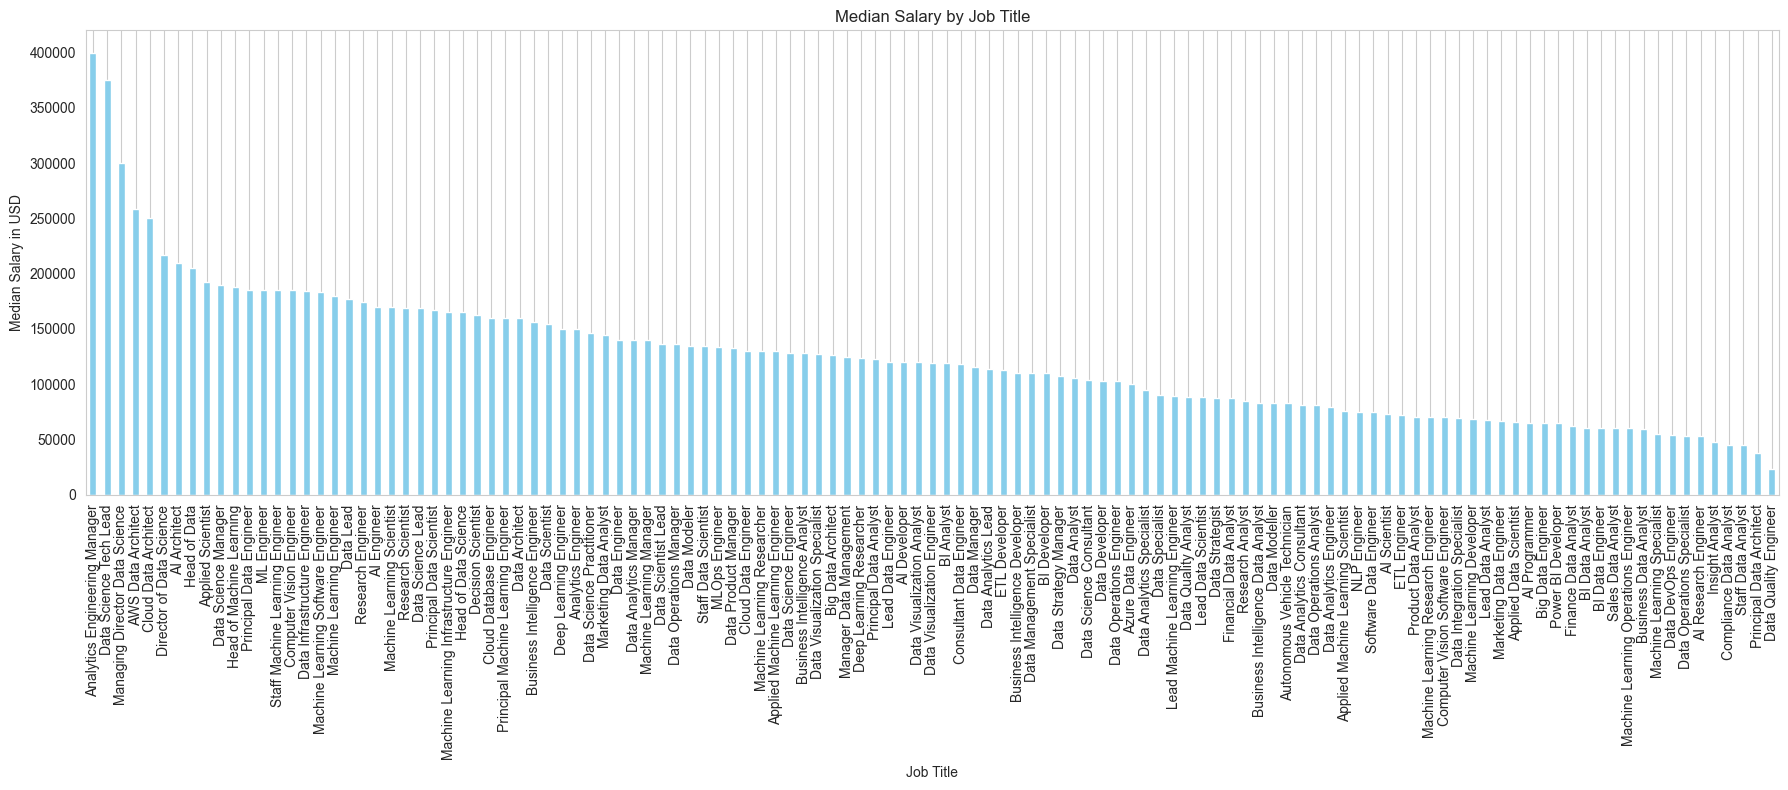 Median Salary by Job Title
Median Salary in USD
400000
350000
300000
250000
200000
150000
100000
50000
0
Analytics Engineering Manager
Data Science Tech Lead
Managing Director Data Science
AWS Data Architect
Cloud Data Architect
Director of Data Science
AI Architect
Head of Data
Applied Scientist
Data Science Manager
Head of Machine Learning
Principal Data Engineer
ML Engineer
Staff Machine Learning Engineer
Computer Vision Engineer
Data Infrastructure Engineer
Machine Learning Software Engineer
Machine Learning Engineer
Data Lead
Research Engineer
AI Engineer
Machine Learning Scientist
Research Scientist
Data Science Lead
Principal Data Scientist
Machine Learning Infrastructure Engineer
Head of Data Science
Decision Scientist
Cloud Database Engineer
Principal Machine Learning Engineer
Data Architect
Business Intelligence Engineer
Data Scientist
Deep Learning Engineer
Analytics Engineer
Data Science Practitioner
Marketing Data Analyst
Data Engineer
Data Analytics Manager
Machine Learning Manager
Data Scientist Lead
Data Operations Manager
Data Modeler
Staff Data Scientist
MLOps Engineer
Data Product Manager
Cloud Data Engineer
Machine Learning Researcher
Applied Machine Learning Engineer
Data Science Engineer
Business Intelligence Analyst
Data Visualization Specialist
Big Data Architect
Manager Data Management
Deep Learning Researcher
Principal Data Analyst
Lead Data Engineer
AI Developer
Data Visualization Analyst
Data Visualization Engineer
BI Analyst
Consultant Data Engineer
Data Manager
Data Analytics Lead
ETL Developer
Business Intelligence Developer
Data Management Specialist
BI Developer
Data Strategy Manager
Data Analyst
Data Science Consultant
Data Developer
Data Operations Engineer
Azure Data Engineer
Data Analytics Specialist
Data Specialist
Lead Machine Learning Engineer
Data Quality Analyst
Lead Data Scientist
Data Strategist
Financial Data Analyst
Research Analyst
Business Intelligence Data Analyst
Data Modeller
Autonomous Vehicle Technician
Data Analytics Consultant
Data Operations Analyst
Data Analytics Engineer
Applied Machine Learning Scientist
NLP Engineer
Software Data Engineer
AI Scientist
ETL Engineer
Product Data Analyst
Machine Learning Research Engineer
Computer Vision Software Engineer
Data Integration Specialist
Machine Learning Developer
Lead Data Analyst
Marketing Data Engineer
Applied Data Scientist
AI Programmer
Big Data Engineer
Power BI Developer
Finance Data Analyst
BI Data Analyst
BI Data Engineer
Sales Data Analyst
Machine Learning Operations Engineer
Business Data Analyst
Machine Learning Specialist
Data DevOps Engineer
Data Operations Specialist
AI Research Engineer
Insight Analyst
Compliance Data Analyst
Staff Data Analyst
Principal Data Architect
Data Quality Engineer
Job Title